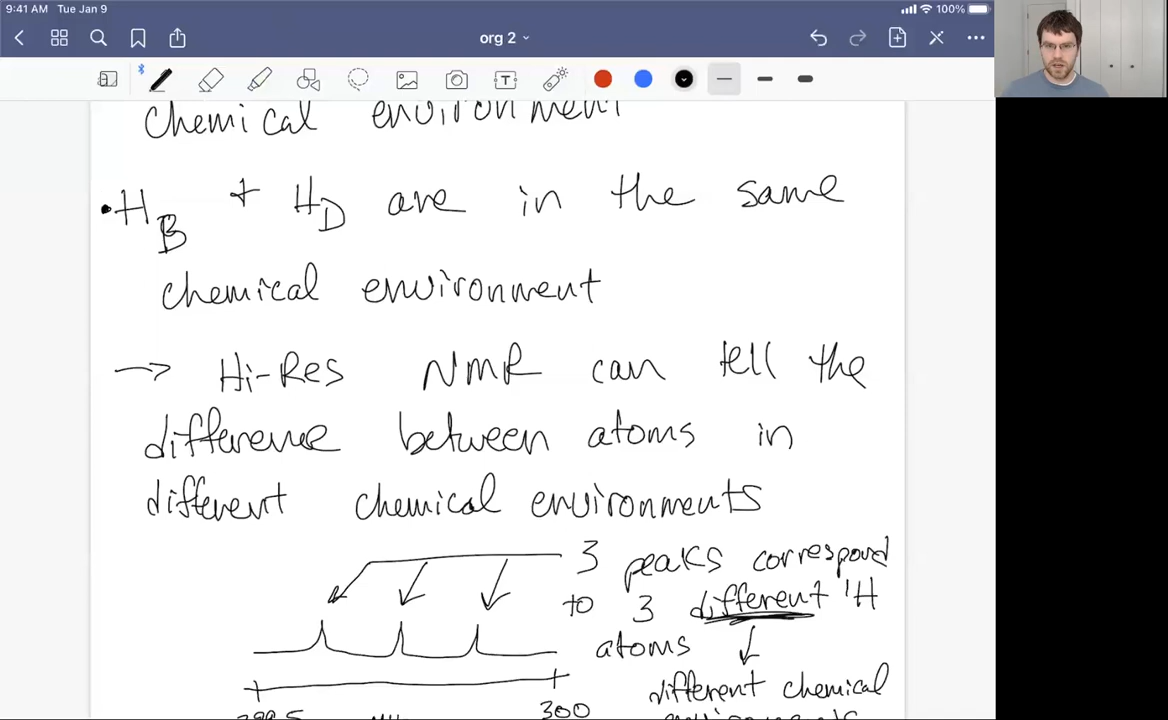 9:41 AM Tue Jan 9
100%
org 2
T
chemical environment
• H_B + H_D are in the same
chemical environment
→ Hi-Res NMR can tell the
difference between atoms in
different chemical environments
3 peaks correspond
to 3 different ¹H
atoms
different chemical
environments
300